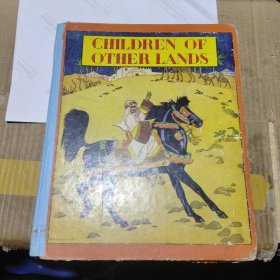 CHILDREN OF
OTHER LANDS